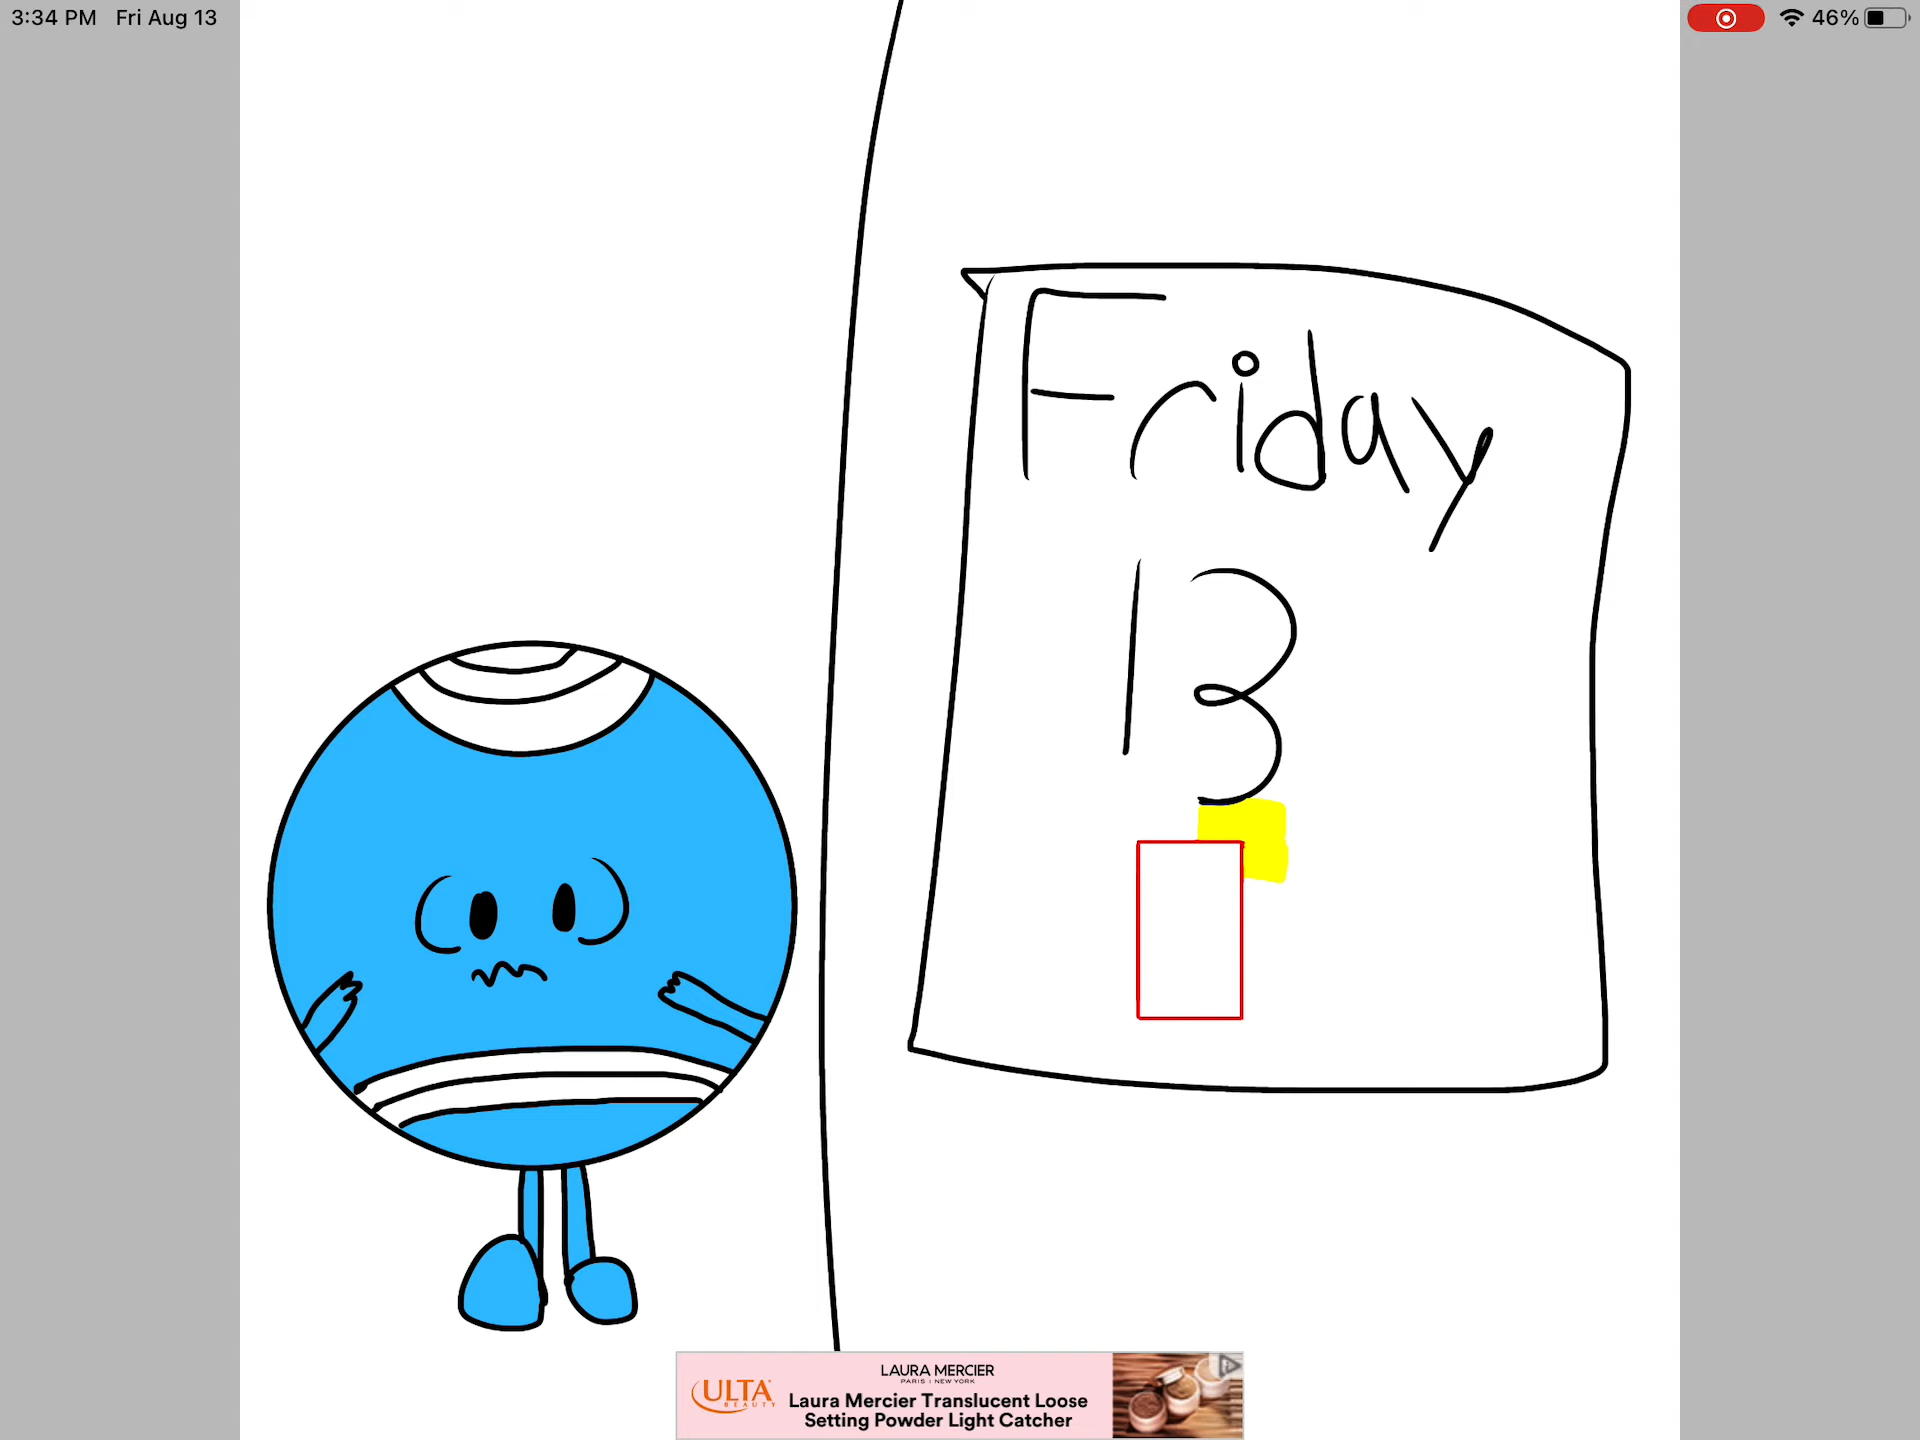 3:34 PM Fri Aug 13
46%
Friday
13
LAURA MERCIER
PARIS | NEW YORK
ULTA
BEAUTY
Laura Mercier Translucent Loose
Setting Powder Light Catcher